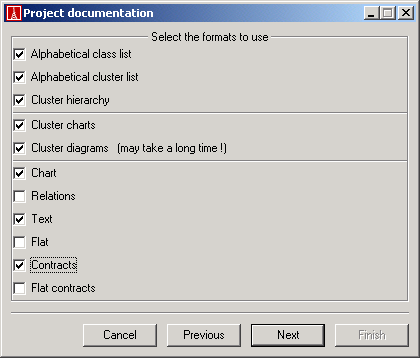 Project documentation
Select the formats to use
Alphabetical class list
Alphabetical cluster list
Cluster hierarchy
Cluster charts
Cluster diagrams (may take a long time !)
Chart
Relations
Text
Flat
Contracts
Flat contracts
Cancel Previous Next Finish